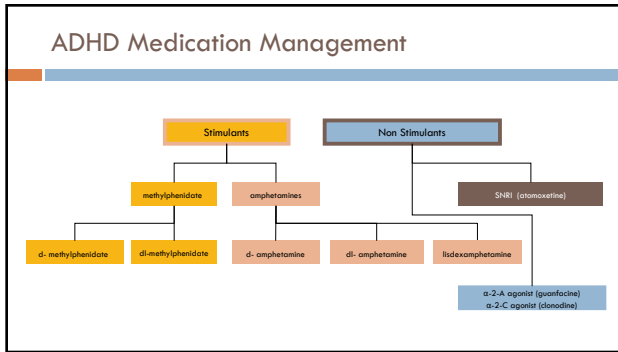 ADHD Medication Management
Stimulants
Non Stimulants
methylphenidate
amphetamines
SNRI (atomoxetine)
d- methylphenidate
dl-methylphenidate
d- amphetamine
dl- amphetamine
lisdexamphetamine
α-2-A agonist (guanfacine)
α-2-C agonist (clonodine)